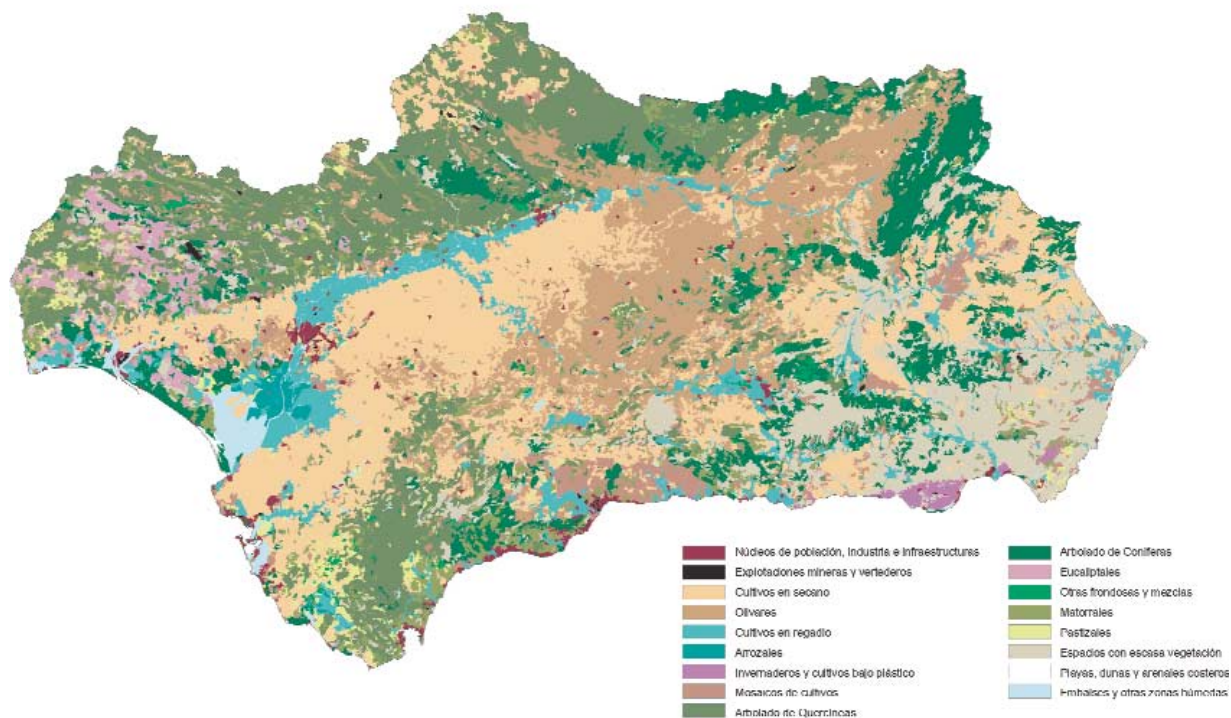 Núcleos de población, Industria e Infraestructuras
Explotaciones mineras y vertederos
Cultivos en secano
Olivares
Cultivos en regadío
Arrozales
Invernaderos y cultivos bajo plástico
Mosaicos de cultivos
Arbolado de Quercíneas
Arbolado de Coníferas
Eucaliptales
Otras frondosas y mezclas
Matorrales
Pastizales
Espacios con escasa vegetación
Playas, dunas y arenales costeros
Embalses y otras zonas húmedas